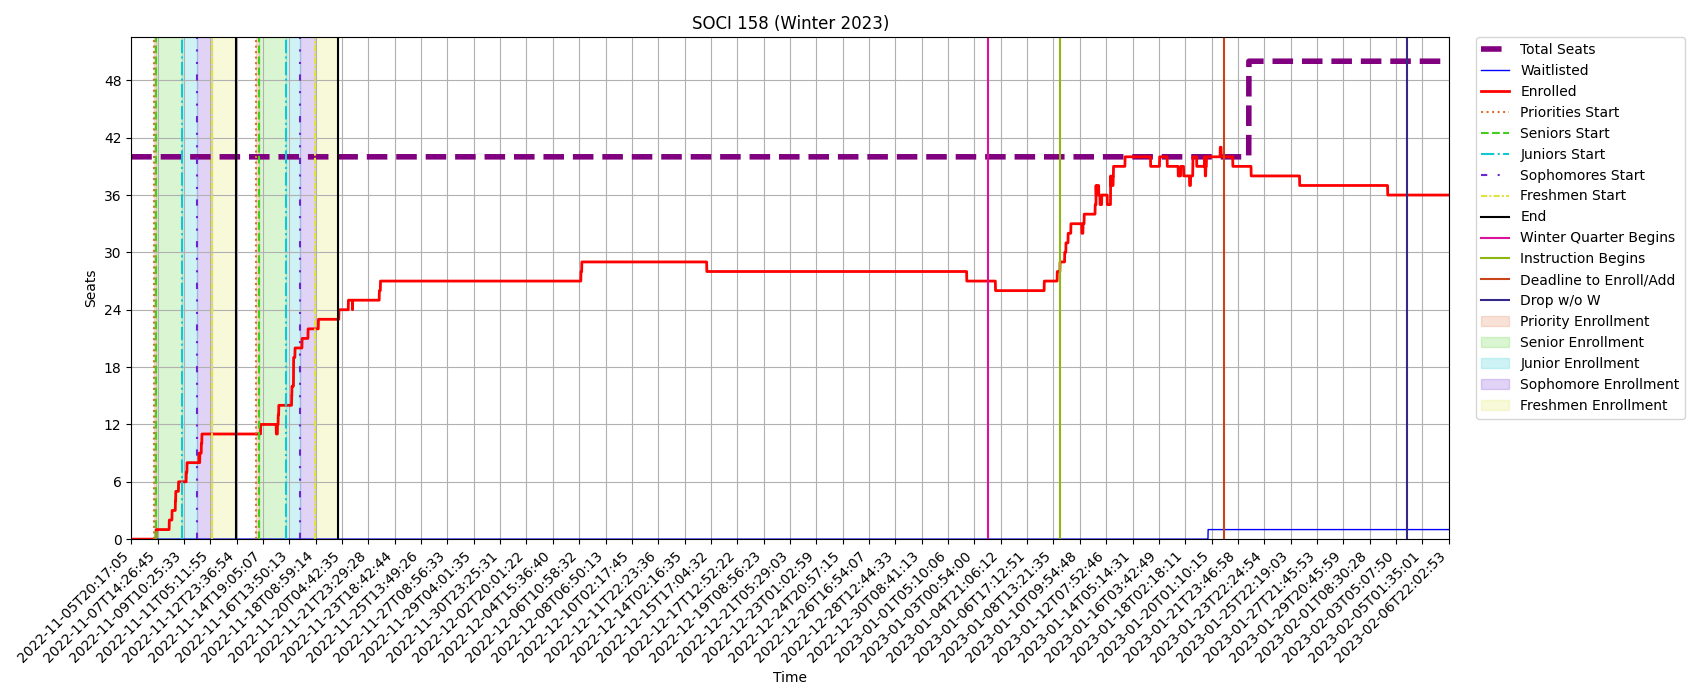 SOCI 158 (Winter 2023)
Seats
48
42
36
30
24
18
12
6
0
2022-11-05T20:17:05
2022-11-07T14:26:45
2022-11-09T10:25:33
2022-11-11T05:11:55
2022-11-12T23:36:54
2022-11-14T19:05:07
2022-11-16T13:50:13
2022-11-18T08:59:14
2022-11-20T04:42:35
2022-11-21T23:29:28
2022-11-23T18:42:44
2022-11-25T13:49:26
2022-11-27T08:56:33
2022-11-29T04:01:35
2022-11-30T23:25:31
2022-12-02T20:01:22
2022-12-04T15:36:40
2022-12-06T10:58:32
2022-12-08T06:50:13
2022-12-10T02:17:45
2022-12-11T22:23:36
2022-12-14T02:16:35
2022-12-15T17:04:32
2022-12-17T12:52:22
2022-12-19T08:56:23
2022-12-21T05:29:03
2022-12-23T01:02:59
2022-12-24T20:57:15
2022-12-26T16:54:07
2022-12-28T12:44:33
2022-12-30T08:41:13
2023-01-01T05:10:06
2023-01-03T00:54:00
2023-01-04T21:06:12
2023-01-06T17:12:51
2023-01-08T13:21:35
2023-01-10T09:54:48
2023-01-12T07:52:46
2023-01-14T05:14:31
2023-01-16T03:42:49
2023-01-18T02:18:11
2023-01-20T01:10:15
2023-01-21T23:46:58
2023-01-23T22:24:54
2023-01-25T22:19:03
2023-01-27T21:45:53
2023-01-29T20:45:59
2023-02-01T08:30:28
2023-02-03T05:07:50
2023-02-05T01:35:01
2023-02-06T22:02:53
Time
Total Seats
Waitlisted
Enrolled
Priorities Start
Seniors Start
Juniors Start
Sophomores Start
Freshmen Start
End
Winter Quarter Begins
Instruction Begins
Deadline to Enroll/Add
Drop w/o W
Priority Enrollment
Senior Enrollment
Junior Enrollment
Sophomore Enrollment
Freshmen Enrollment